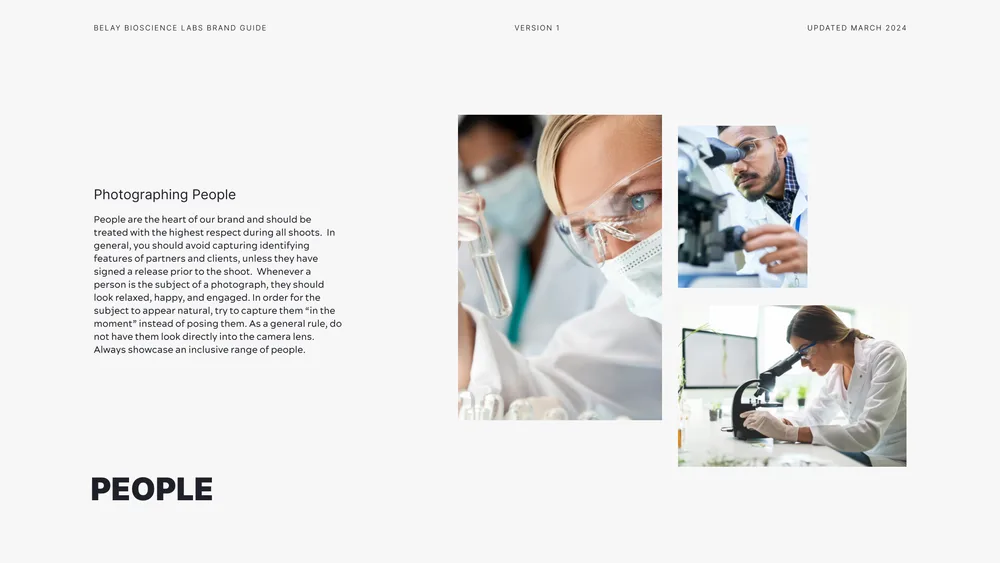 BELAY BIOSCIENCE LABS BRAND GUIDE
VERSION 1
UPDATED MARCH 2024
Photographing People
People are the heart of our brand and should be
treated with the highest respect during all shoots.  In
general, you should avoid capturing identifying
features of partners and clients, unless they have
signed a release prior to the shoot.  Whenever a
person is the subject of a photograph, they should
look relaxed, happy, and engaged. In order for the
subject to appear natural, try to capture them “in the
moment” instead of posing them. As a general rule, do
not have them look directly into the camera lens.
Always showcase an inclusive range of people.
PEOPLE